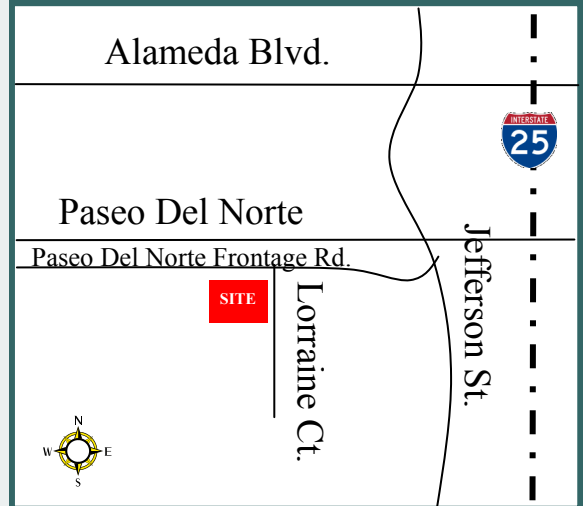 Alameda Blvd.
INTERSTATE
25
Paseo Del Norte
Jefferson St.
Paseo Del Norte Frontage Rd.
SITE
Lorraine Ct.
N
W E
S